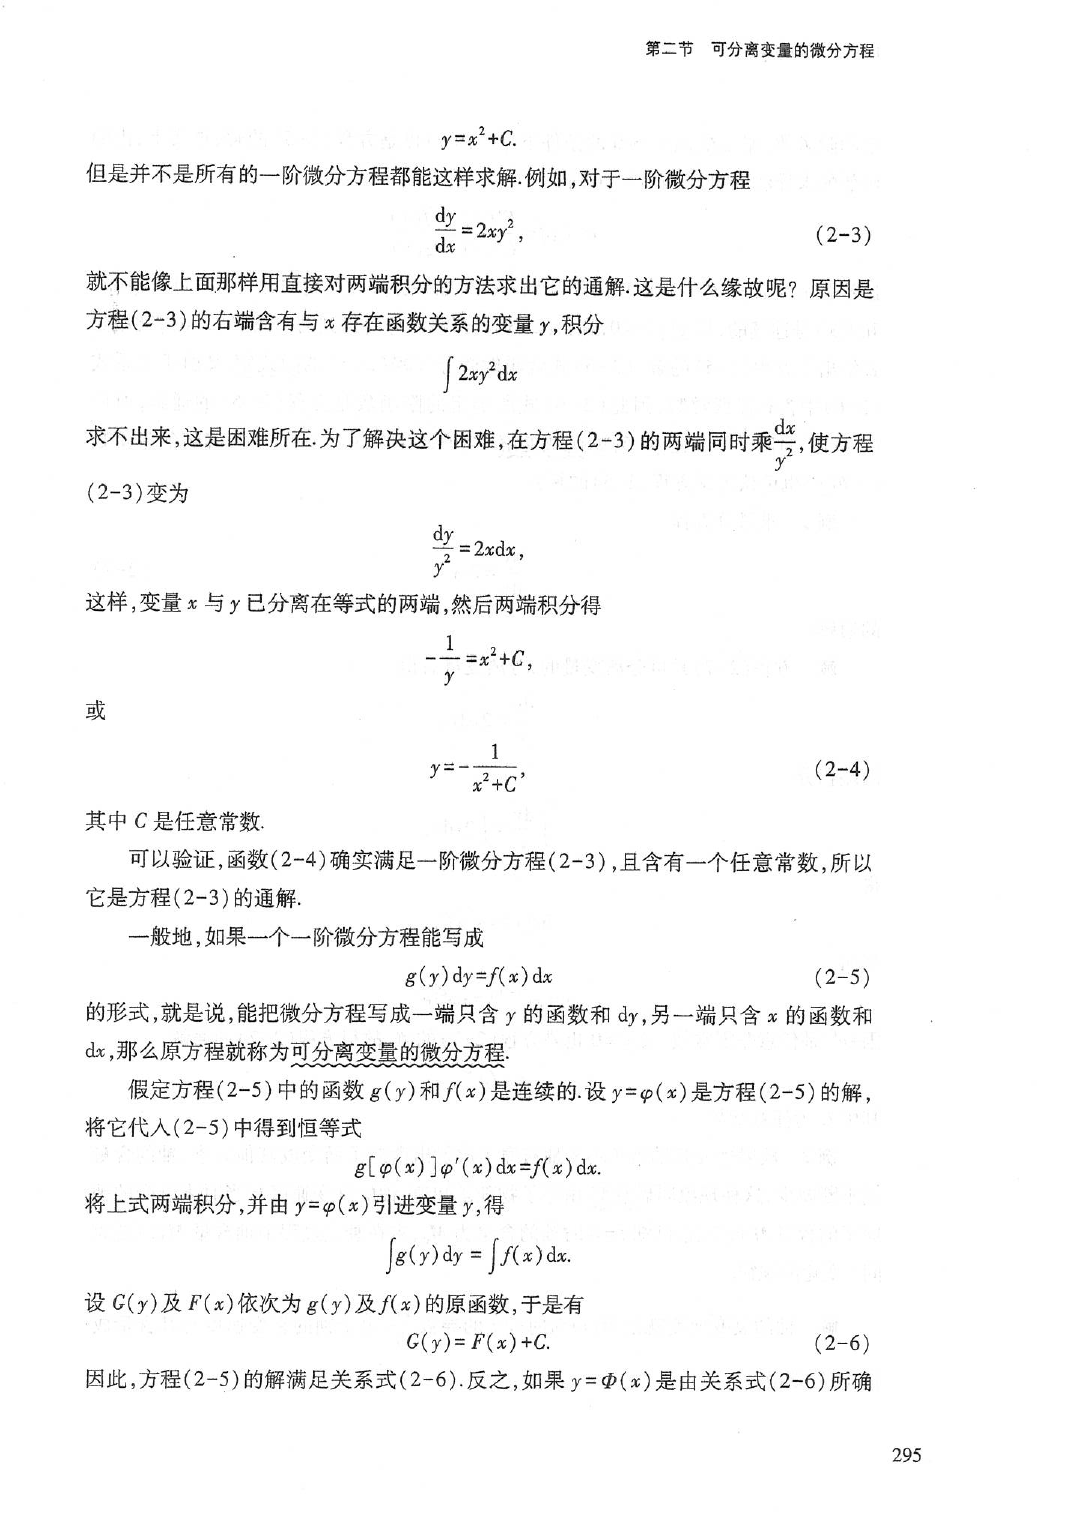 第二节 可分离变量的微分方程
y=x²+C.
但是并不是所有的一阶微分方程都能这样求解.例如,对于一阶微分方程
dy/dx=2xy², (2-3)
就不能像上面那样用直接对两端积分的方法求出它的通解.这是什么缘故呢? 原因是
方程(2-3)的右端含有与 x 存在函数关系的变量 y,积分
∫2xy²dx
求不出来,这是困难所在.为了解决这个困难,在方程(2-3)的两端同时乘dx/y²,使方程
(2-3)变为
dy/y²=2xdx,
这样,变量 x 与 y 已分离在等式的两端,然后两端积分得
-1/y=x²+C,
或
y=-1/(x²+C), (2-4)
其中 C 是任意常数.
可以验证,函数(2-4)确实满足一阶微分方程(2-3),且含有一个任意常数,所以
它是方程(2-3)的通解.
一般地,如果一个一阶微分方程能写成
g(y)dy=f(x)dx (2-5)
的形式,就是说,能把微分方程写成一端只含 y 的函数和 dy,另一端只含 x 的函数和
dx,那么原方程就称为可分离变量的微分方程.
假定方程(2-5)中的函数 g(y)和 f(x)是连续的.设 y=φ(x)是方程(2-5)的解,
将它代入(2-5)中得到恒等式
g[φ(x)]φ′(x)dx=f(x)dx.
将上式两端积分,并由 y=φ(x)引进变量 y,得
∫g(y)dy=∫f(x)dx.
设 G(y)及 F(x)依次为 g(y)及 f(x)的原函数,于是有
G(y)=F(x)+C. (2-6)
因此,方程(2-5)的解满足关系式(2-6).反之,如果 y=Φ(x)是由关系式(2-6)所确
295